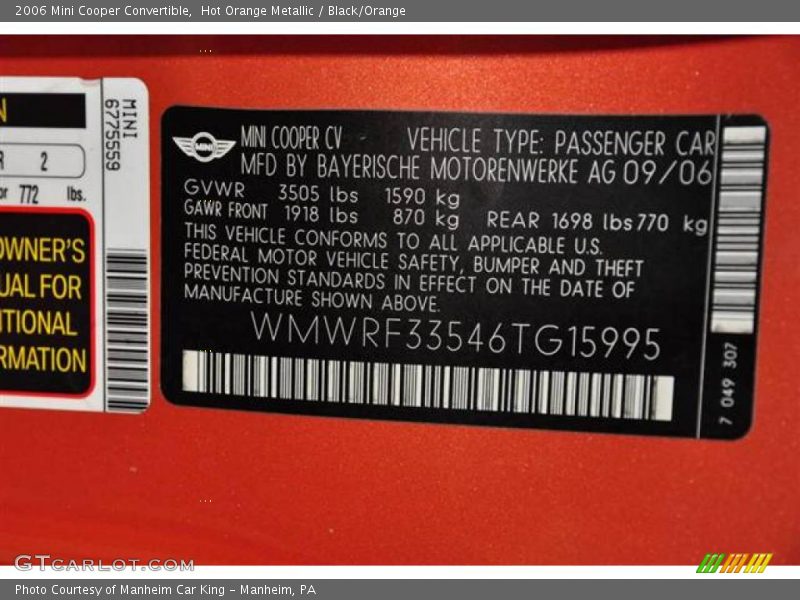 2006 Mini Cooper Convertible,  Hot Orange Metallic / Black/Orange
N
R 2
or 772 lbs.
OWNER'S
UAL FOR
ITIONAL
RMATION
MINI
6775559
MINI
MINI COOPER CV VEHICLE TYPE: PASSENGER CAR
MFD BY BAYERISCHE MOTORENWERKE AG 09/06
GVWR 3505 lbs 1590 kg
GAWR FRONT 1918 lbs 870 kg REAR 1698 lbs 770 kg
THIS VEHICLE CONFORMS TO ALL APPLICABLE U.S.
FEDERAL MOTOR VEHICLE SAFETY, BUMPER AND THEFT
PREVENTION STANDARDS IN EFFECT ON THE DATE OF
MANUFACTURE SHOWN ABOVE.
WMWRF33546TG15995
7 049 307
GTCARLOT.COM
Photo Courtesy of Manheim Car King - Manheim, PA